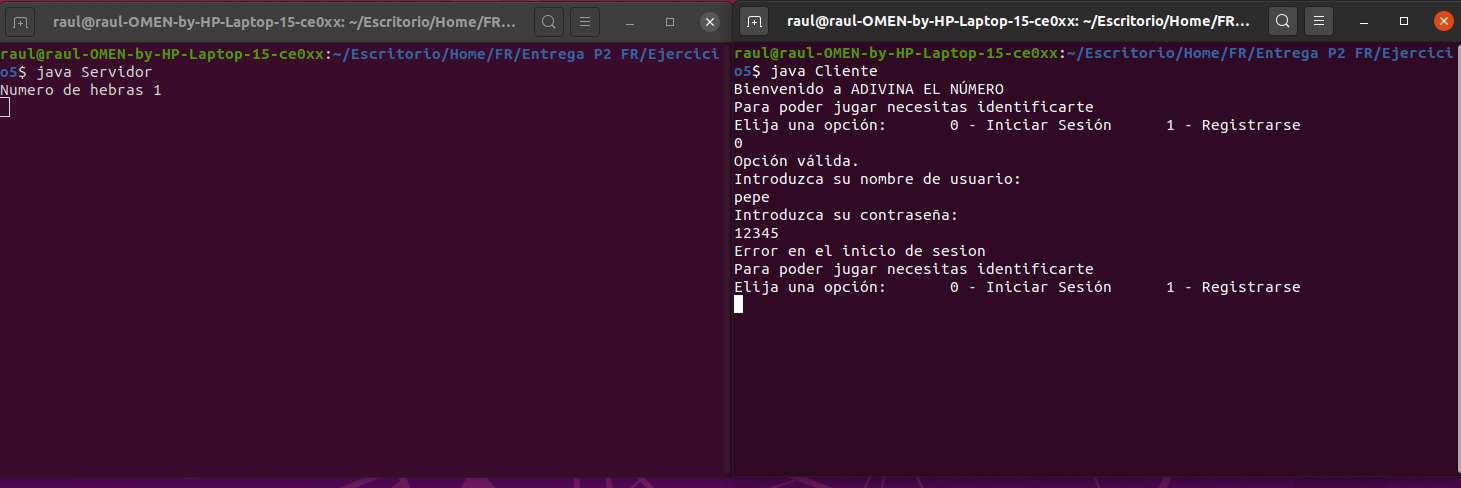 raul@raul-OMEN-by-HP-Laptop-15-ce0xx: ~/Escritorio/Home/FR...
raul@raul-OMEN-by-HP-Laptop-15-ce0xx:~/Escritorio/Home/FR/Entrega P2 FR/Ejercici
o5$ java Servidor
Numero de hebras 1
raul@raul-OMEN-by-HP-Laptop-15-ce0xx: ~/Escritorio/Home/FR...
raul@raul-OMEN-by-HP-Laptop-15-ce0xx:~/Escritorio/Home/FR/Entrega P2 FR/Ejercici
o5$ java Cliente
Bienvenido a ADIVINA EL NÚMERO
Para poder jugar necesitas identificarte
Elija una opción:       0 - Iniciar Sesión      1 - Registrarse
0
Opción válida.
Introduzca su nombre de usuario:
pepe
Introduzca su contraseña:
12345
Error en el inicio de sesion
Para poder jugar necesitas identificarte
Elija una opción:       0 - Iniciar Sesión      1 - Registrarse